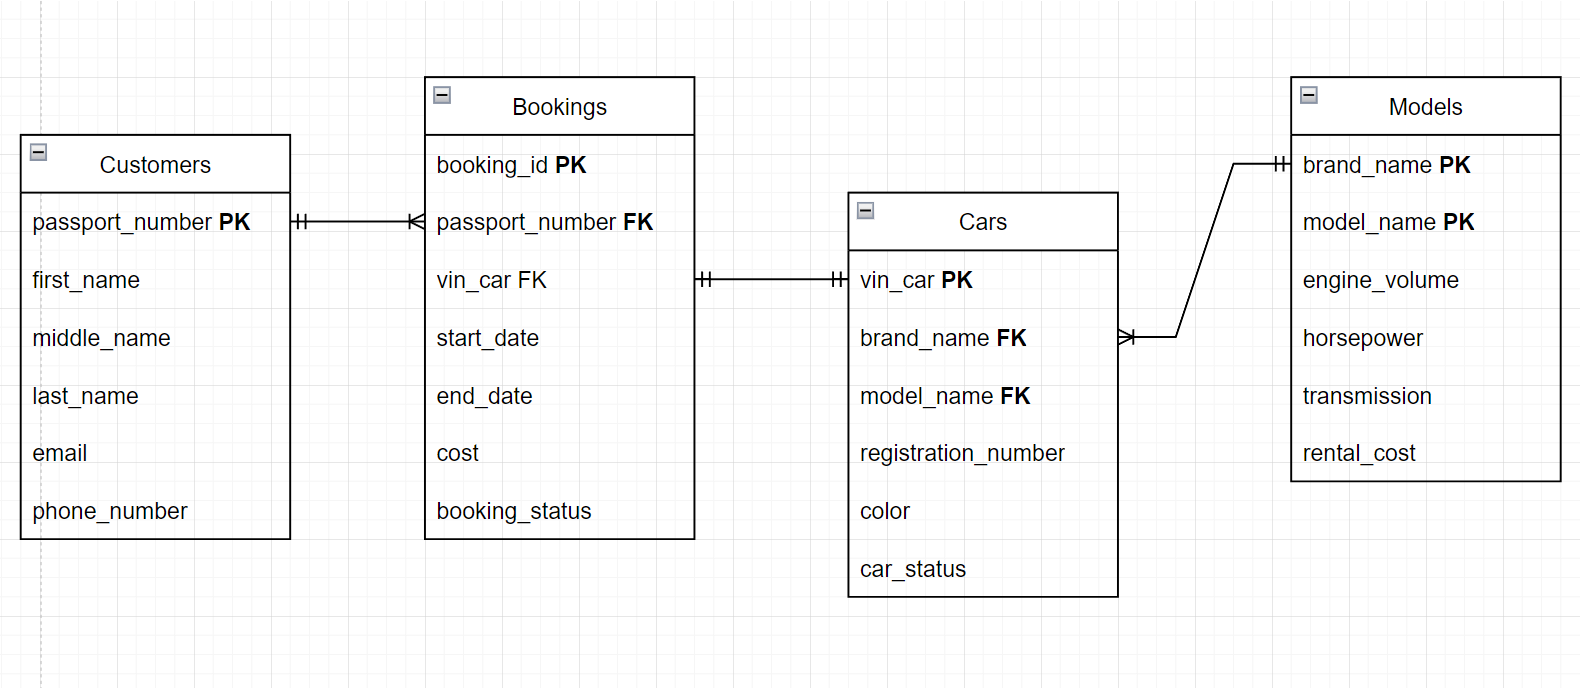 Customers
passport_number PK
first_name
middle_name
last_name
email
phone_number
Bookings
booking_id PK
passport_number FK
vin_car FK
start_date
end_date
cost
booking_status
Cars
vin_car PK
brand_name FK
model_name FK
registration_number
color
car_status
Models
brand_name PK
model_name PK
engine_volume
horsepower
transmission
rental_cost